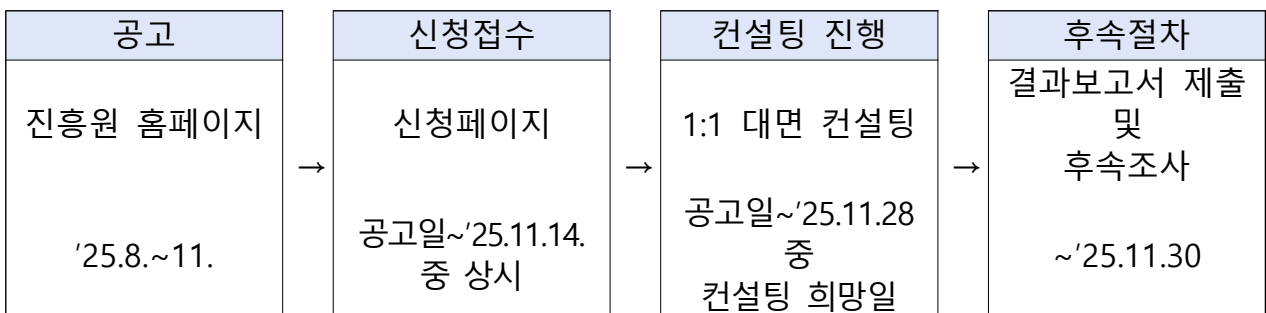 공고
진흥원 홈페이지
'25.8.~11.
→
신청접수
신청페이지
공고일~'25.11.14.
중 상시
→
컨설팅 진행
1:1 대면 컨설팅
공고일~'25.11.28
중
컨설팅 희망일
→
후속절차
결과보고서 제출
및
후속조사
~'25.11.30